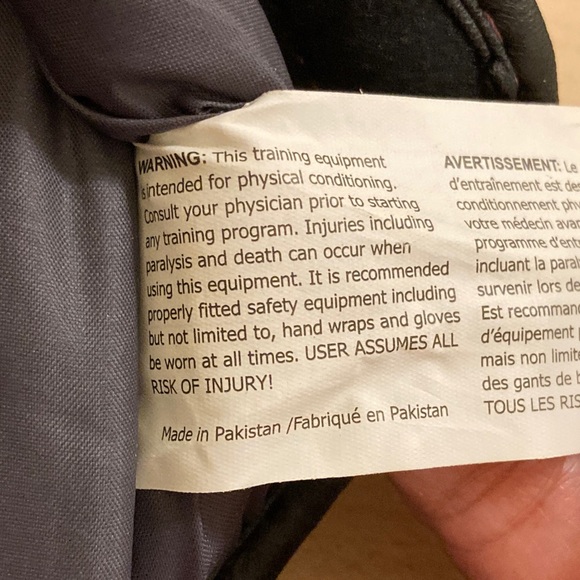 WARNING: This training equipment
is intended for physical conditioning.
Consult your physician prior to starting
any training program. Injuries including
paralysis and death can occur when
using this equipment. It is recommended
properly fitted safety equipment including
but not limited to, hand wraps and gloves
be worn at all times. USER ASSUMES ALL
RISK OF INJURY!
Made in Pakistan /Fabriqué en Pakistan
AVERTISSEMENT: Le
d'entraînement est
conditionnement
votre médecin
programme
incluant la
survenir lors de
Est
d'équipement
mais non
des gants de
TOUS LES